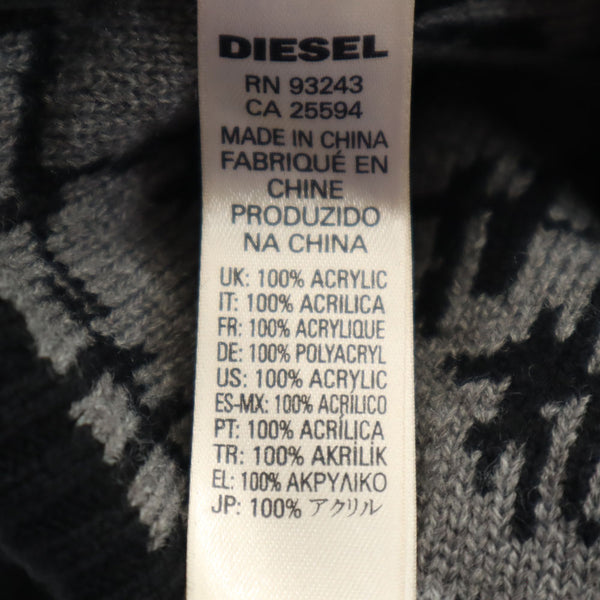 DIESEL
RN 93243
CA 25594
MADE IN CHINA
FABRIQUÉ EN
CHINE
PRODUZIDO
NA CHINA
UK: 100% ACRYLIC
IT: 100% ACRILICA
FR: 100% ACRYLIQUE
DE: 100% POLYACRYL
US: 100% ACRYLIC
ES-MX: 100% ACRÍLICO
PT: 100% ACRÍLICA
TR: 100% AKRİLİK
EL: 100% ΑΚΡΥΛΙΚΟ
JP: 100% アクリル